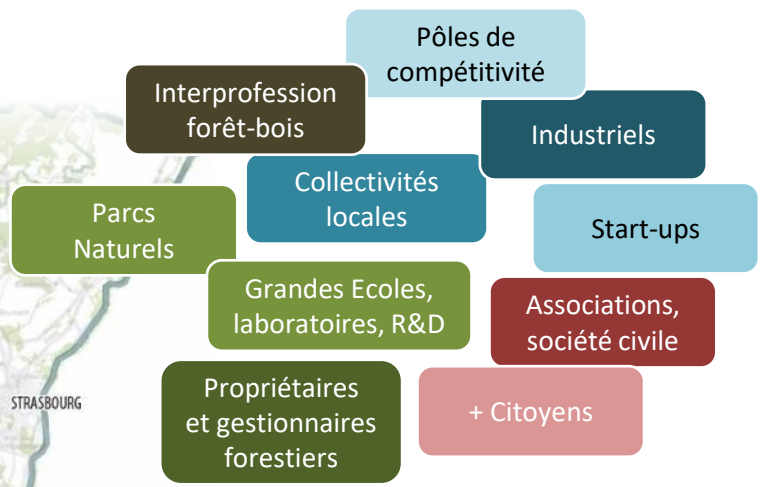 Pôles de
compétitivité
Interprofession
forêt-bois
Industriels
Collectivités
locales
Parcs
Naturels
Start-ups
Grandes Ecoles,
laboratoires, R&D
Associations,
société civile
Propriétaires
et gestionnaires
forestiers
+ Citoyens
STRASBOURG